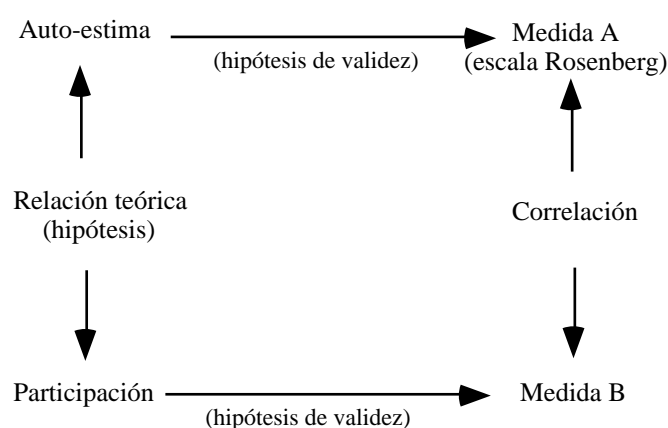 Auto-estima
(hipótesis de validez)
Medida A
(escala Rosenberg)
Relación teórica
(hipótesis)
Correlación
Participación
(hipótesis de validez)
Medida B